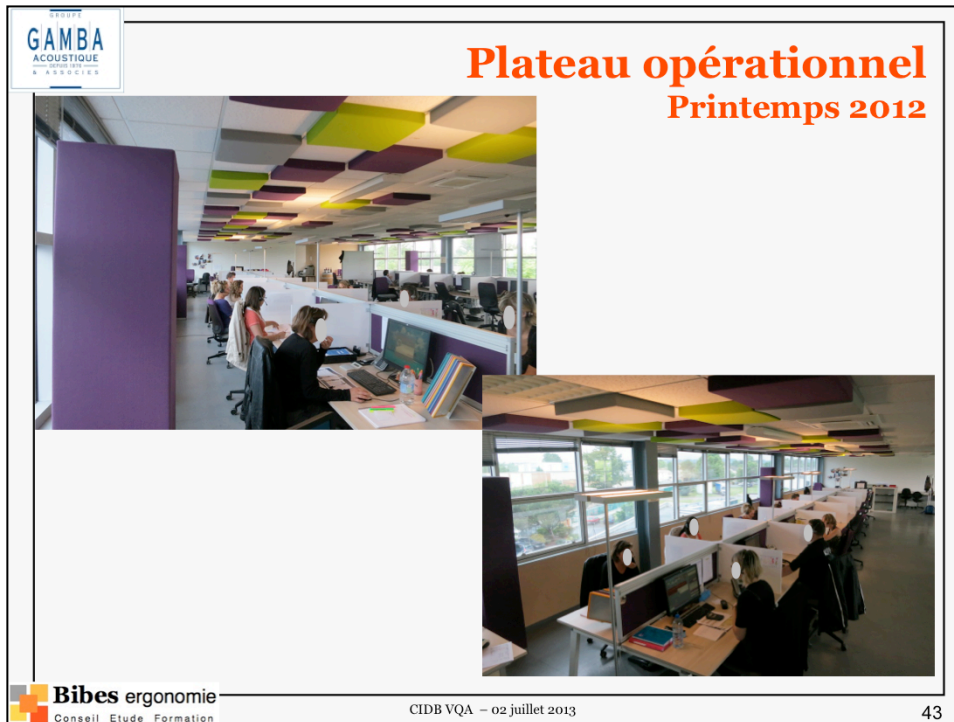 GROUPE
GAMBA
ACOUSTIQUE
DEPUIS 1978
& ASSOCIES
Plateau opérationnel
Printemps 2012
Bibes ergonomie
Conseil Etude Formation
CIDB VQA – 02 juillet 2013
43